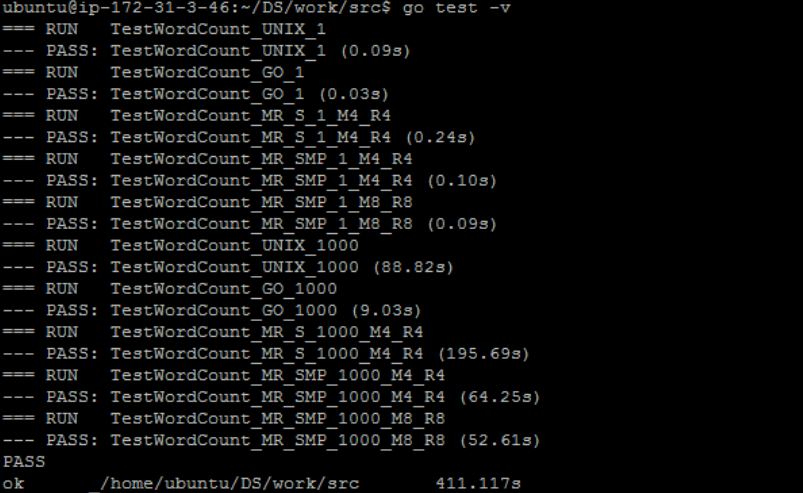 ubuntu@ip-172-31-3-46:~/DS/work/src$ go test -v
=== RUN   TestWordCount_UNIX_1
--- PASS: TestWordCount_UNIX_1 (0.09s)
=== RUN   TestWordCount_GO_1
--- PASS: TestWordCount_GO_1 (0.03s)
=== RUN   TestWordCount_MR_S_1_M4_R4
--- PASS: TestWordCount_MR_S_1_M4_R4 (0.24s)
=== RUN   TestWordCount_MR_SMP_1_M4_R4
--- PASS: TestWordCount_MR_SMP_1_M4_R4 (0.10s)
=== RUN   TestWordCount_MR_SMP_1_M8_R8
--- PASS: TestWordCount_MR_SMP_1_M8_R8 (0.09s)
=== RUN   TestWordCount_UNIX_1000
--- PASS: TestWordCount_UNIX_1000 (88.82s)
=== RUN   TestWordCount_GO_1000
--- PASS: TestWordCount_GO_1000 (9.03s)
=== RUN   TestWordCount_MR_S_1000_M4_R4
--- PASS: TestWordCount_MR_S_1000_M4_R4 (195.69s)
=== RUN   TestWordCount_MR_SMP_1000_M4_R4
--- PASS: TestWordCount_MR_SMP_1000_M4_R4 (64.25s)
=== RUN   TestWordCount_MR_SMP_1000_M8_R8
--- PASS: TestWordCount_MR_SMP_1000_M8_R8 (52.61s)
PASS
ok      _/home/ubuntu/DS/work/src       411.117s